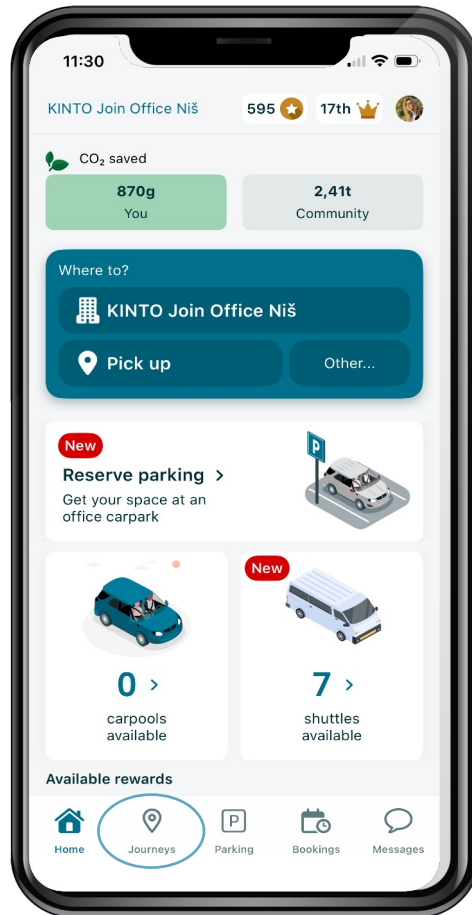 11:30
KINTO Join Office Niš
595
17th
CO₂ saved
870g
You
2,41t
Community
Where to?
KINTO Join Office Niš
Pick up
Other...
New
Reserve parking >
Get your space at an
office carpark
P
New
0 >
carpools
available
7 >
shuttles
available
Available rewards
P
Home
Journeys
Parking
Bookings
Messages